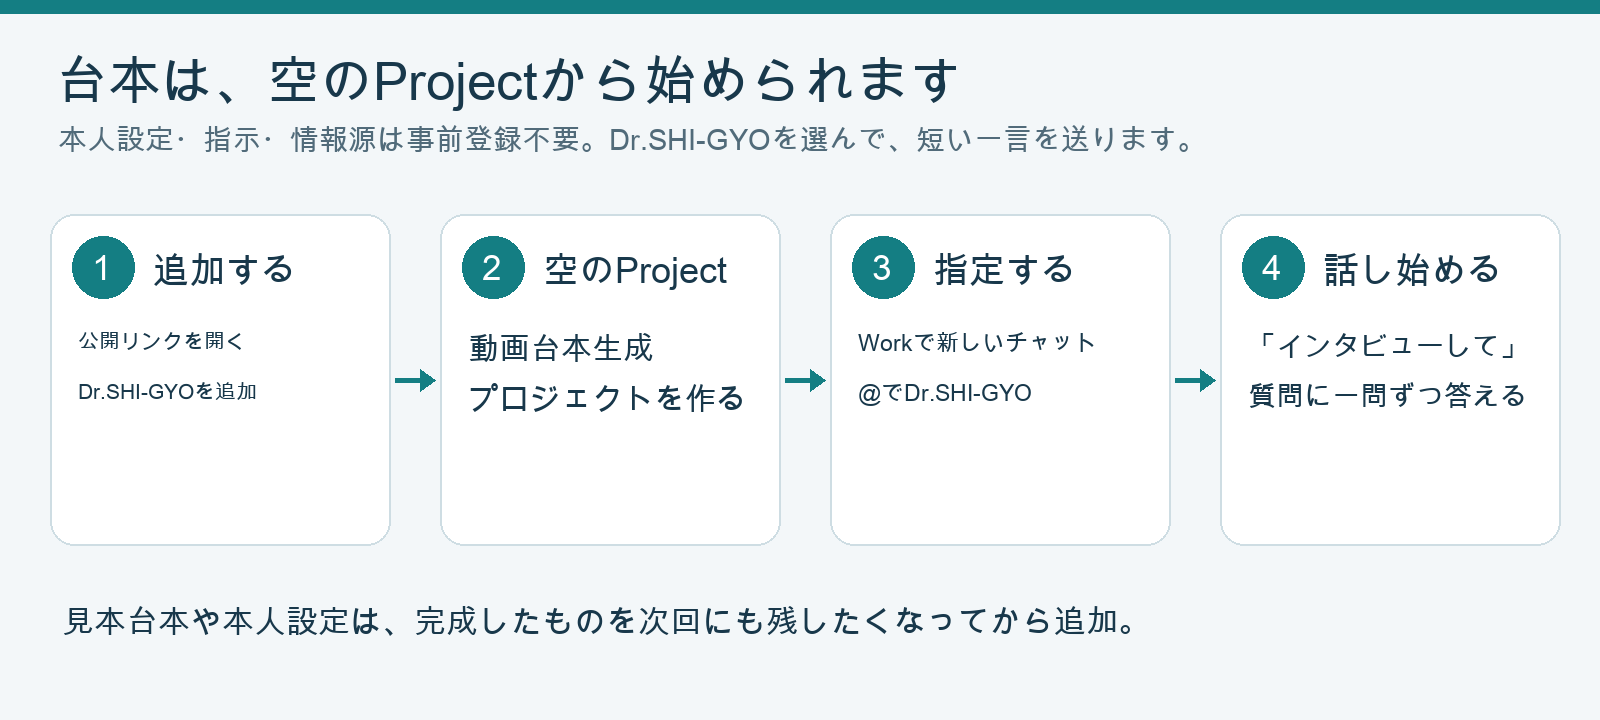 台本は、空のProjectから始められます
本人設定・指示・情報源は事前登録不要。Dr.SHI-GYOを選んで、短い一言を送ります。
1 追加する
公開リンクを開く
Dr.SHI-GYOを追加
2 空のProject
動画台本生成
プロジェクトを作る
3 指定する
Workで新しいチャット
@でDr.SHI-GYO
4 話し始める
「インタビューして」
質問に一問ずつ答える
見本台本や本人設定は、完成したものを次回にも残したくなってから追加。